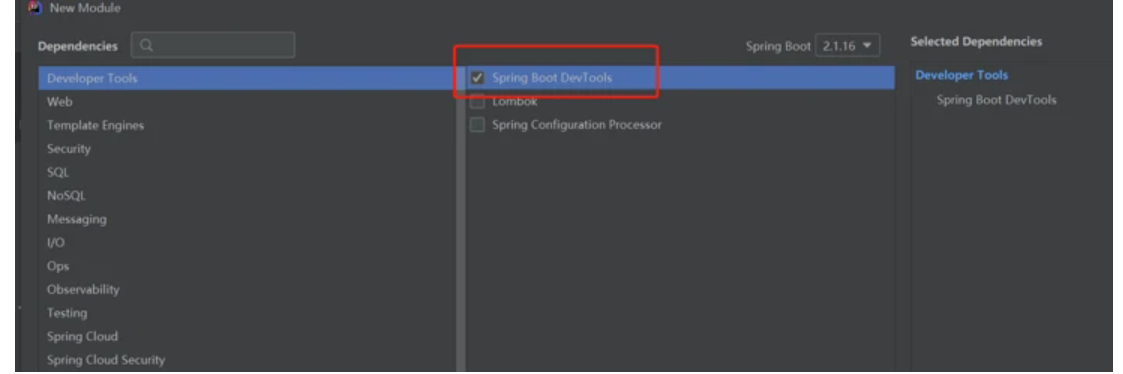 New Module
Dependencies
Spring Boot 2.1.16
Selected Dependencies
Developer Tools
Web
Template Engines
Security
SQL
NoSQL
Messaging
I/O
Ops
Observability
Testing
Spring Cloud
Spring Cloud Security
Spring Boot DevTools
Lombok
Spring Configuration Processor
Developer Tools
Spring Boot DevTools